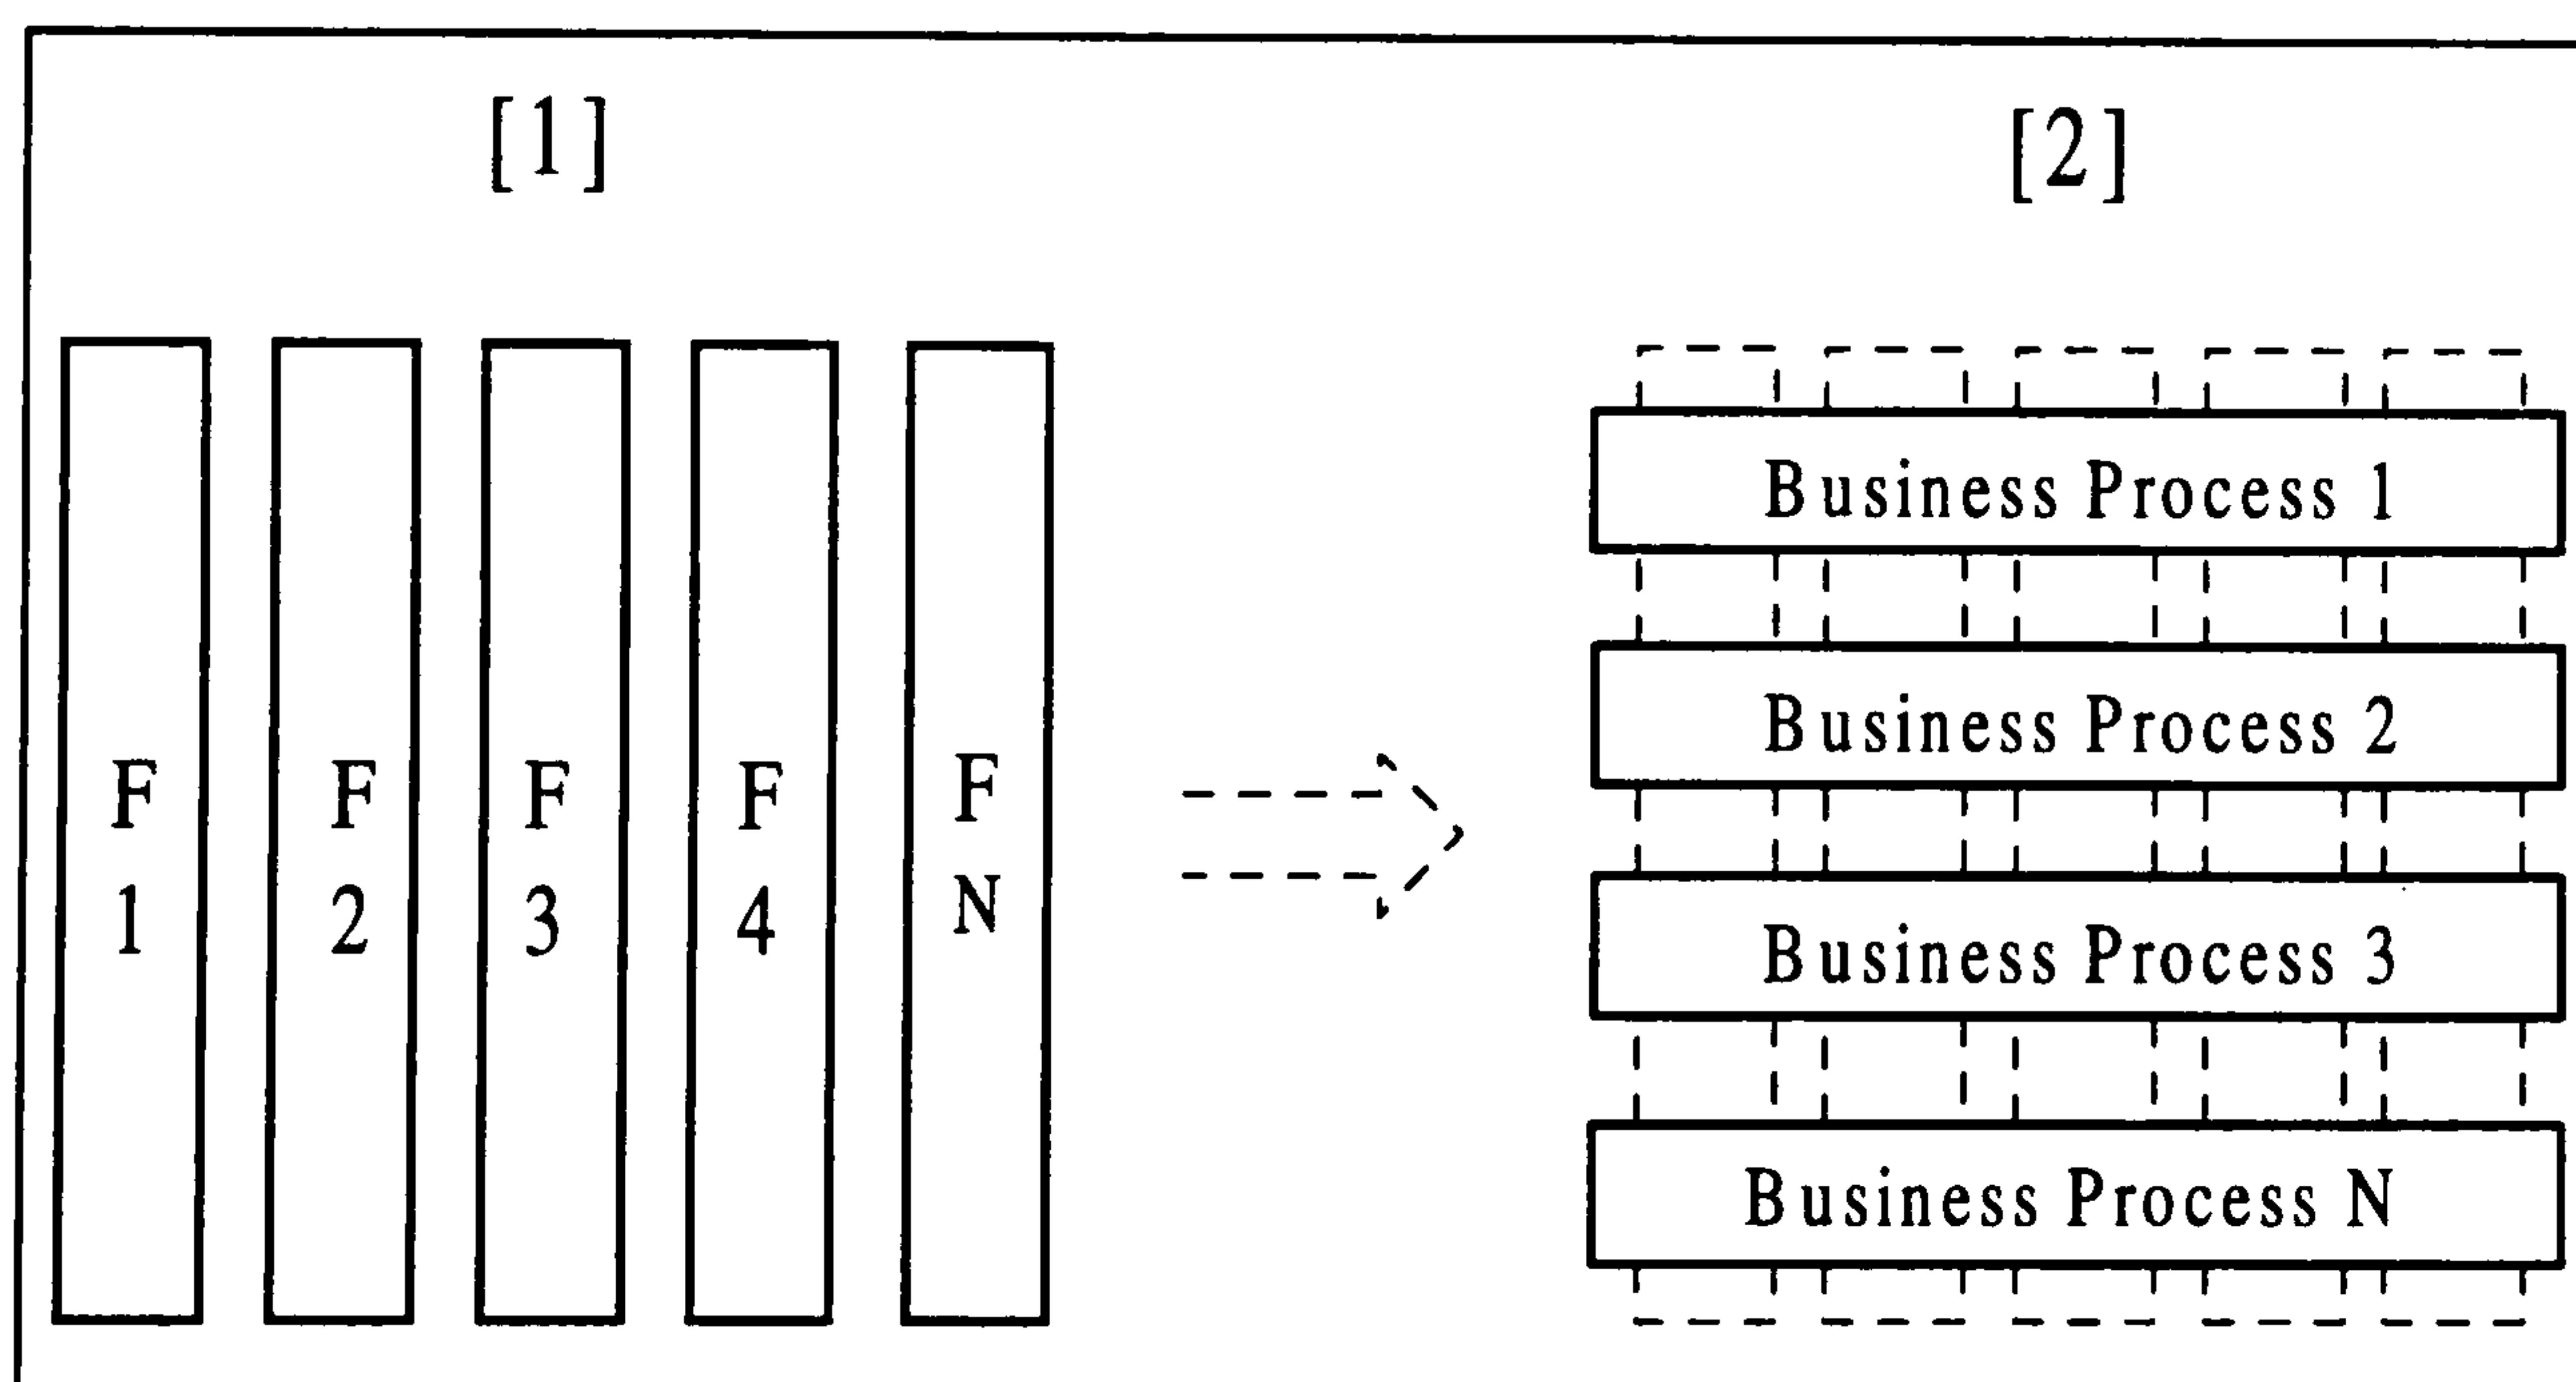 [1]
[2]
F
1
F
2
F
3
F
4
F
N
Business Process 1
Business Process 2
Business Process 3
Business Process N